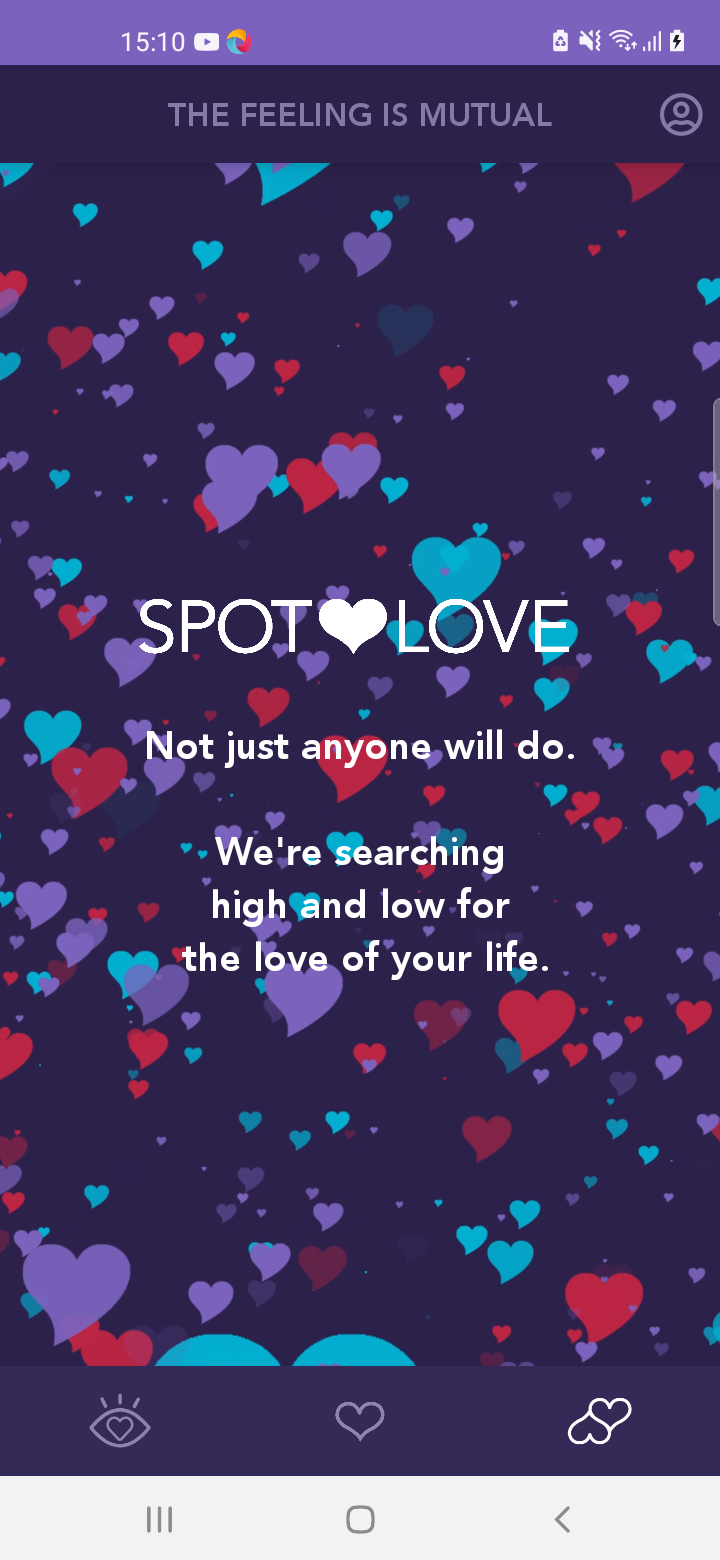 15:10
THE FEELING IS MUTUAL
SPOT LOVE
Not just anyone will do.
We're searching
high and low for
the love of your life.